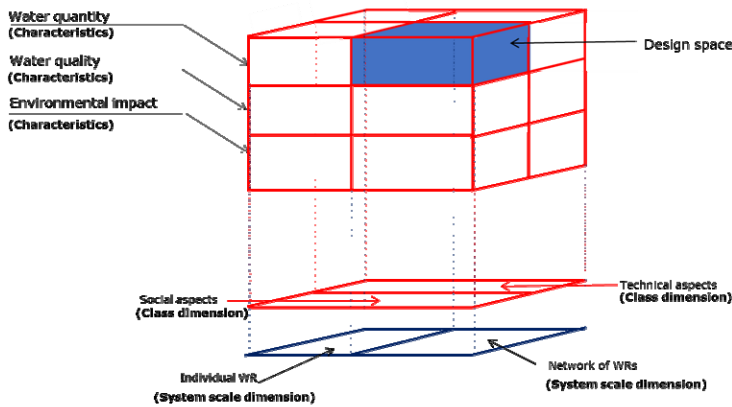 Water quantity
(Characteristics)
Water quality
(Characteristics)
Environmental impact
(Characteristics)
Design space
Technical aspects
(Class dimension)
Social aspects
(Class dimension)
Individual WR
(System scale dimension)
Network of WRs
(System scale dimension)